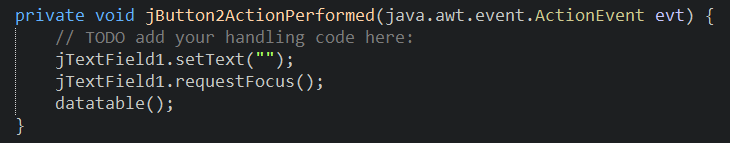 private void jButton2ActionPerformed(java.awt.event.ActionEvent evt) {
    // TODO add your handling code here:
    jTextField1.setText("");
    jTextField1.requestFocus();
    datatable();
}